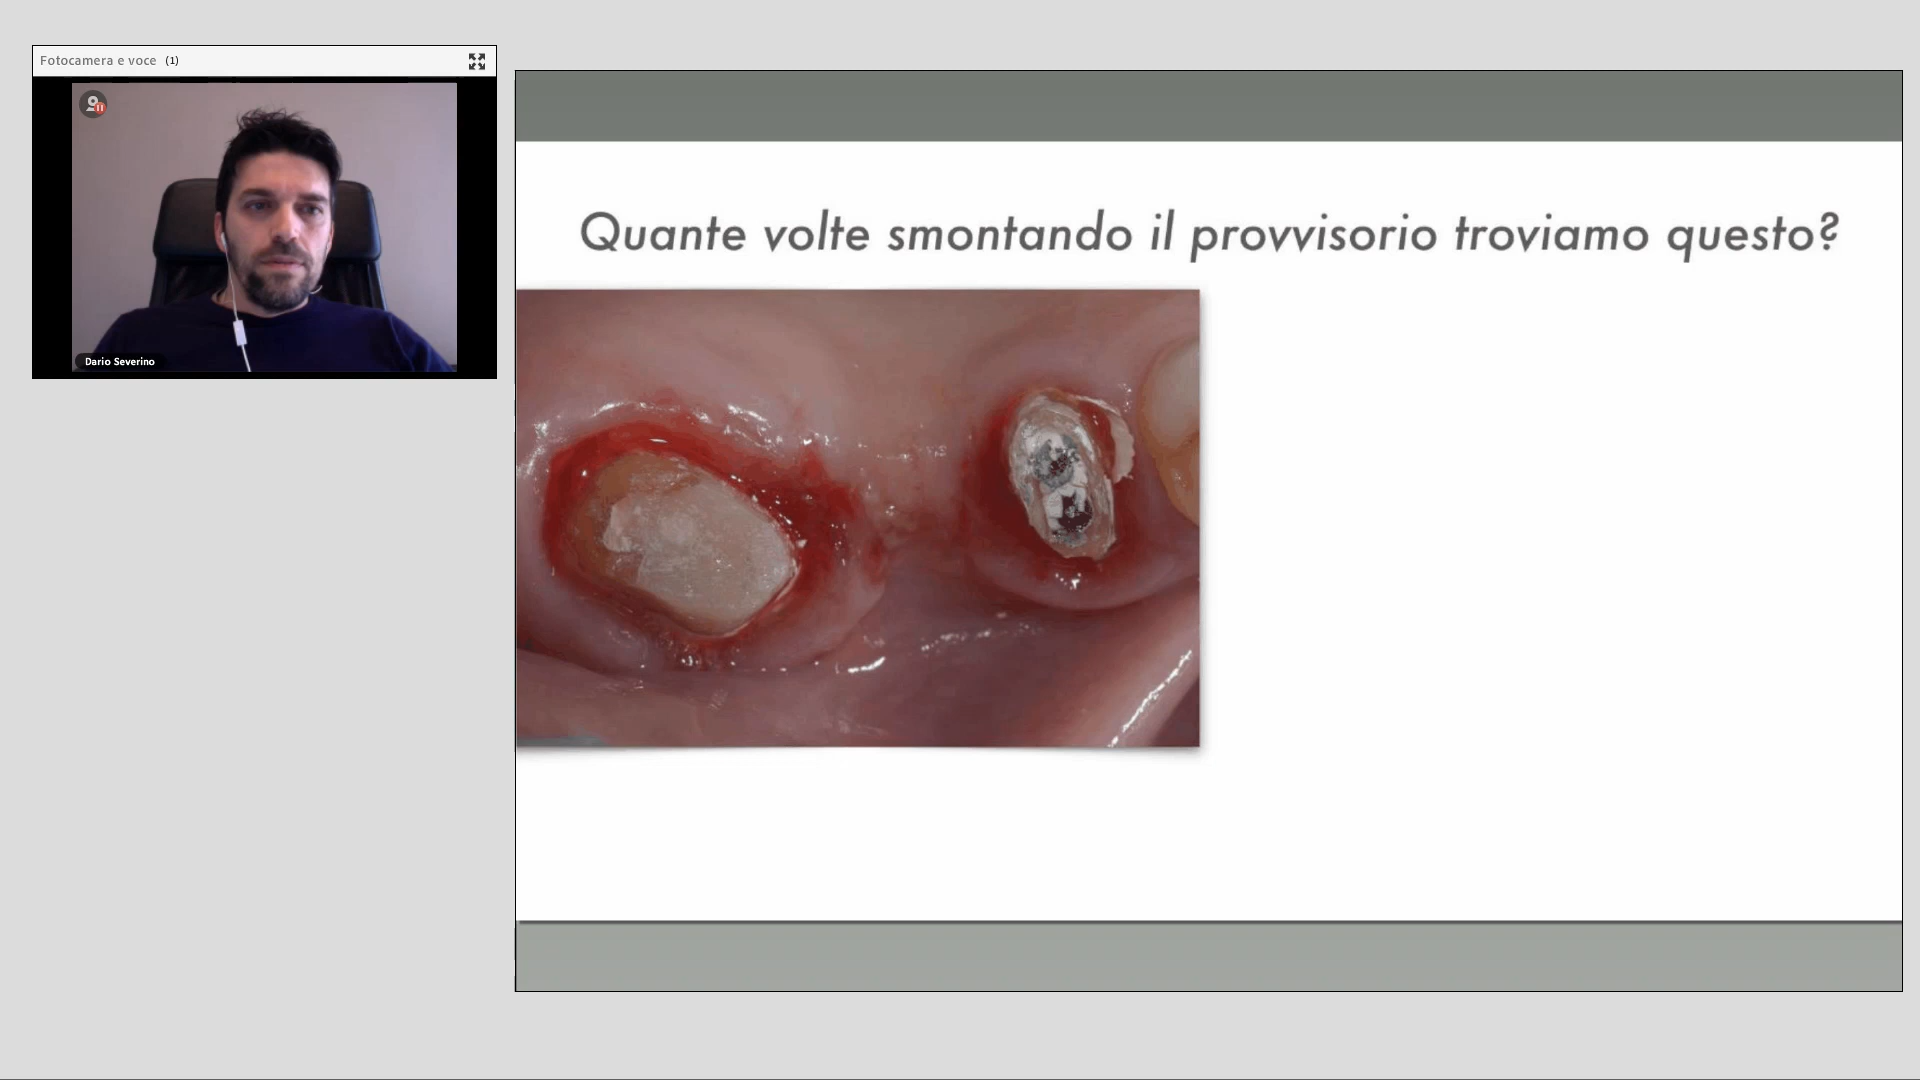 Fotocamera e voce (1)
Dario Severino
Quante volte smontando il provvisorio troviamo questo?